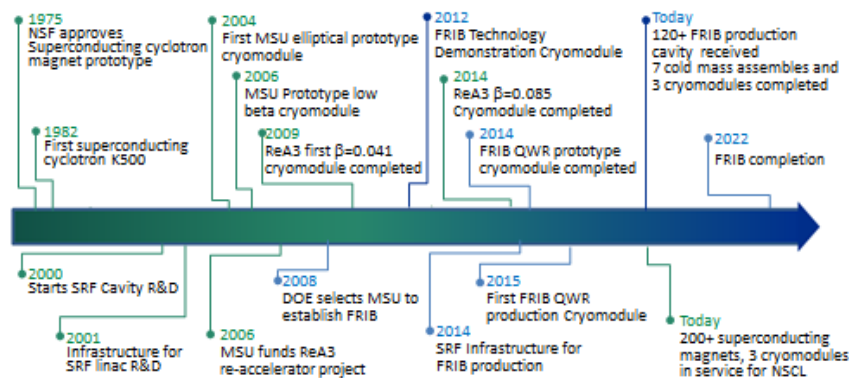 1975
NSF approves
Superconducting cyclotron
magnet prototype
1982
First superconducting
cyclotron K500
2004
First MSU elliptical prototype
cryomodule
2006
MSU Prototype low
beta cryomodule
2009
ReA3 first β=0.041
cryomodule completed
2012
FRIB Technology
Demonstration Cryomodule
2014
ReA3 β=0.085
Cryomodule completed
2014
FRIB QWR prototype
cryomodule completed
Today
120+ FRIB production
cavity received
7 cold mass assembles and
3 cryomodules completed
2022
FRIB completion
2000
Starts SRF Cavity R&D
2001
Infrastructure for
SRF linac R&D
2006
MSU funds ReA3
re-accelerator project
2008
DOE selects MSU to
establish FRIB
2014
SRF Infrastructure for
FRIB production
2015
First FRIB QWR
production Cryomodule
Today
200+ superconducting
magnets, 3 cryomodules
in service for NSCL